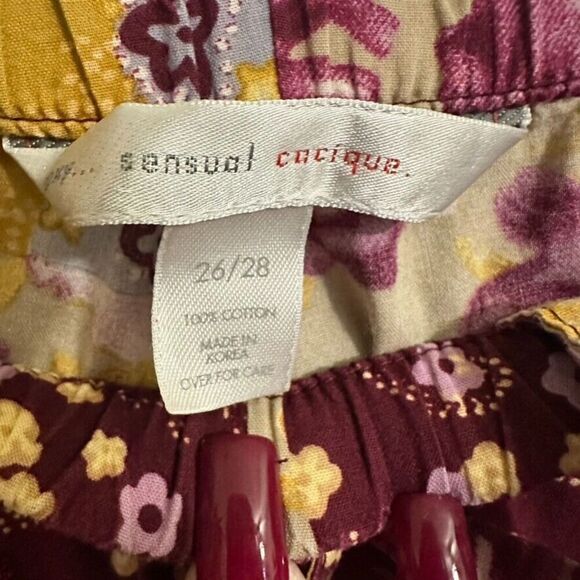 sensual cacique.
26/28
100% COTTON
MADE IN
KOREA
OVER FOR CARE